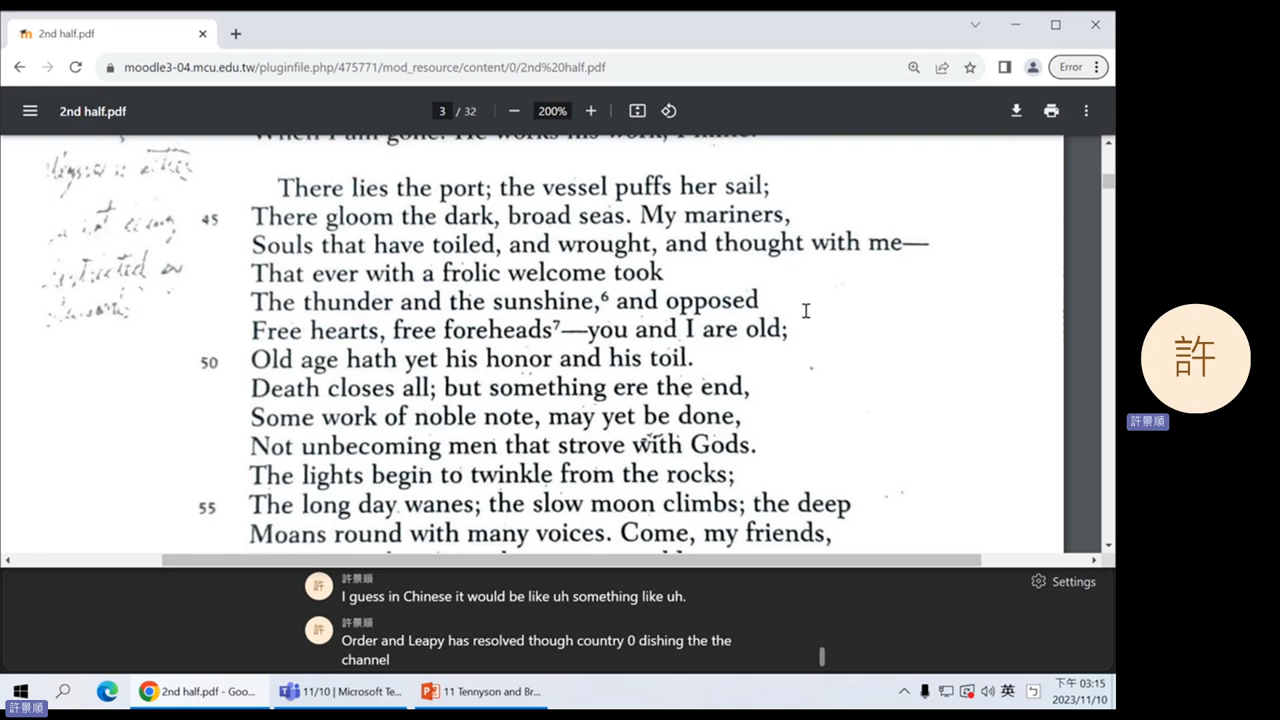 2nd half.pdf
moodle3-04.mcu.edu.tw/pluginfile.php/475771/mod_resource/content/0/2nd%20half.pdf
Error
2nd half.pdf
3 / 32
200%
When I am gone. He works his work, I mine.
There lies the port; the vessel puffs her sail;
45 There gloom the dark, broad seas. My mariners,
Souls that have toiled, and wrought, and thought with me—
That ever with a frolic welcome took
The thunder and the sunshine,⁶ and opposed
Free hearts, free foreheads⁷—you and I are old;
50 Old age hath yet his honor and his toil.
Death closes all; but something ere the end,
Some work of noble note, may yet be done,
Not unbecoming men that strove with Gods.
The lights begin to twinkle from the rocks;
55 The long day wanes; the slow moon climbs; the deep
Moans round with many voices. Come, my friends,
許
許景順
許
許景順
I guess in Chinese it would be like uh something like uh.
Settings
許
許景順
Order and Leapy has resolved though country 0 dishing the the
channel
2nd half.pdf - Goo...
11/10 | Microsoft Te...
11 Tennyson and Br...
英
下午 03:15
2023/11/10
許景順